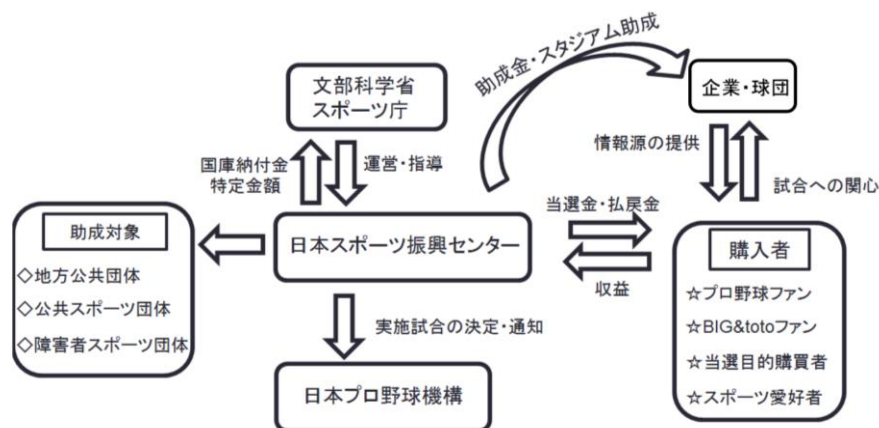 助成金・スタジアム助成
文部科学省
スポーツ庁
企業・球団
国庫納付金
特定金額
運営・指導
情報源の提供
試合への関心
助成対象
◇地方公共団体
◇公共スポーツ団体
◇障害者スポーツ団体
日本スポーツ振興センター
当選金・払戻金
収益
購入者
☆プロ野球ファン
☆BIG&totoファン
☆当選目的購買者
☆スポーツ愛好者
実施試合の決定・通知
日本プロ野球機構